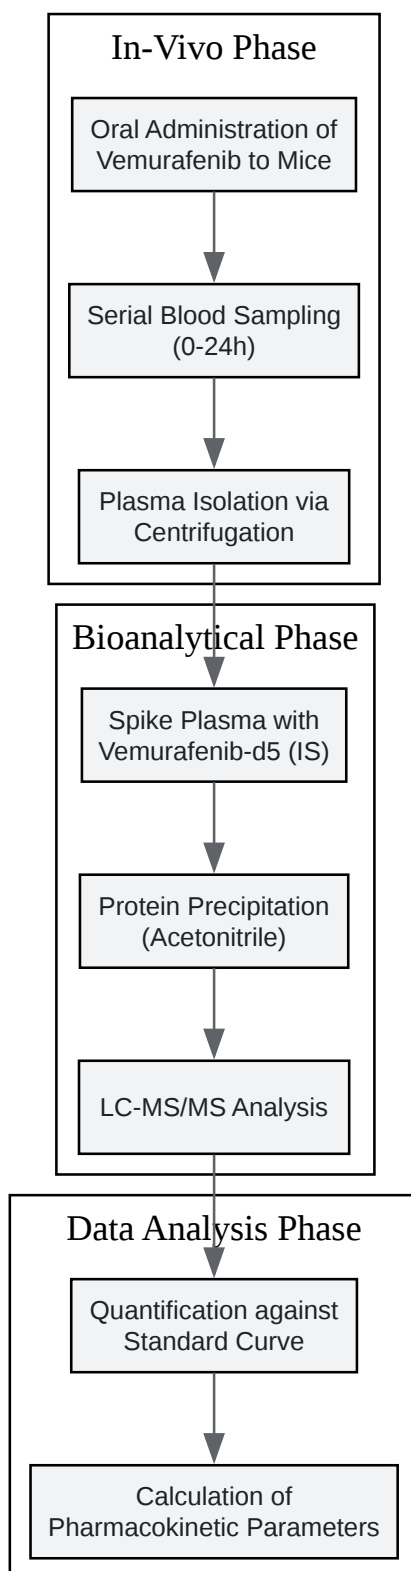 In-Vivo Phase
Oral Administration of
Vemurafenib to Mice
Serial Blood Sampling
(0-24h)
Plasma Isolation via
Centrifugation
Bioanalytical Phase
Spike Plasma with
Vemurafenib-d5 (IS)
Protein Precipitation
(Acetonitrile)
LC-MS/MS Analysis
Data Analysis Phase
Quantification against
Standard Curve
Calculation of
Pharmacokinetic Parameters